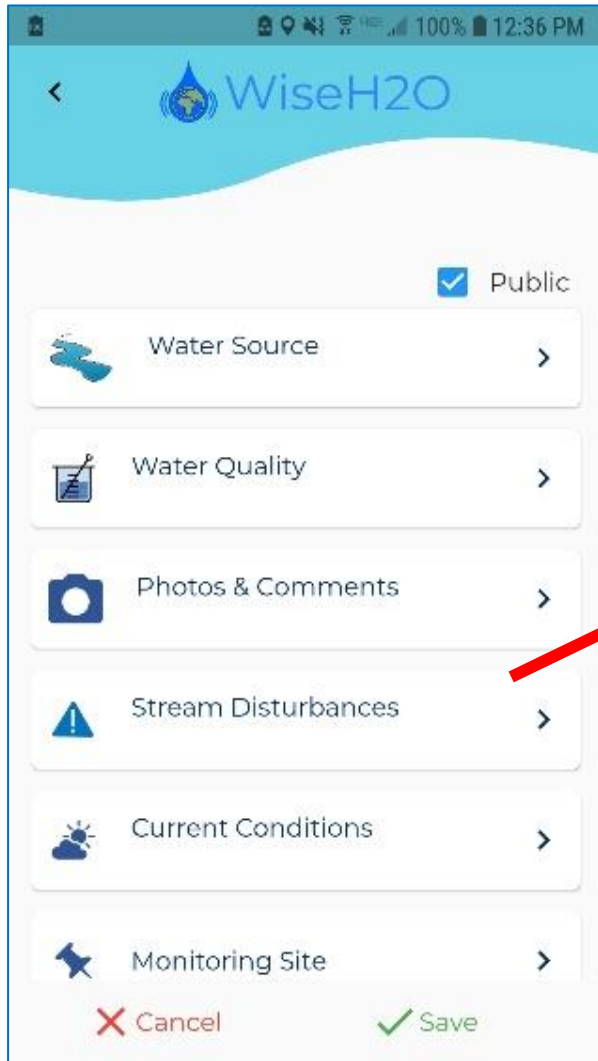 100% 12:36 PM
WiseH2O
Public
Water Source
Water Quality
Photos & Comments
Stream Disturbances
Current Conditions
Monitoring Site
Cancel Save